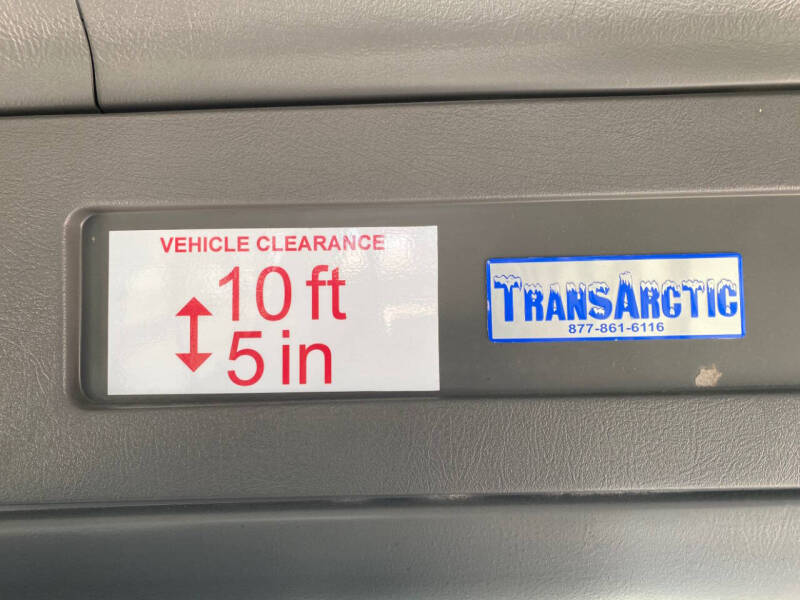 VEHICLE CLEARANCE
10 ft
5 in
TRANSARCTIC
877-861-6116